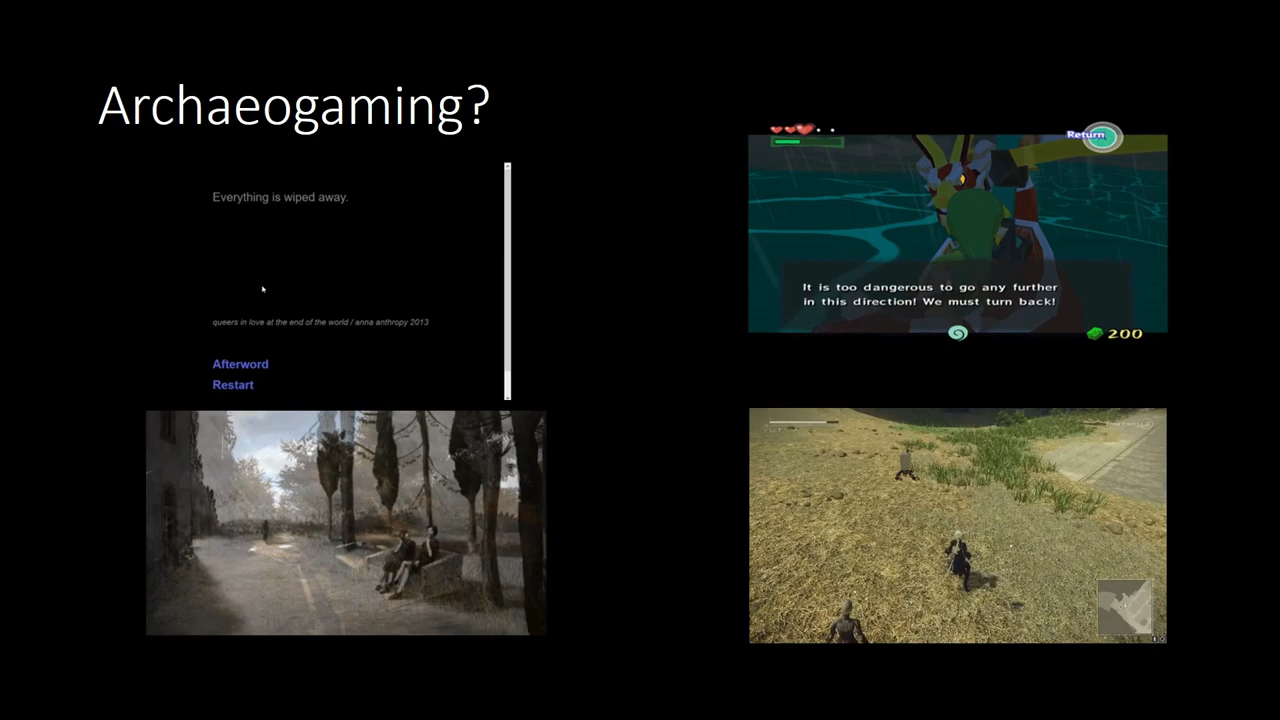 Archaeogaming?
Everything is wiped away.
queers in love at the end of the world / anna anthropy 2013
Afterword
Restart
Return
It is too dangerous to go any further
in this direction! We must turn back!
200